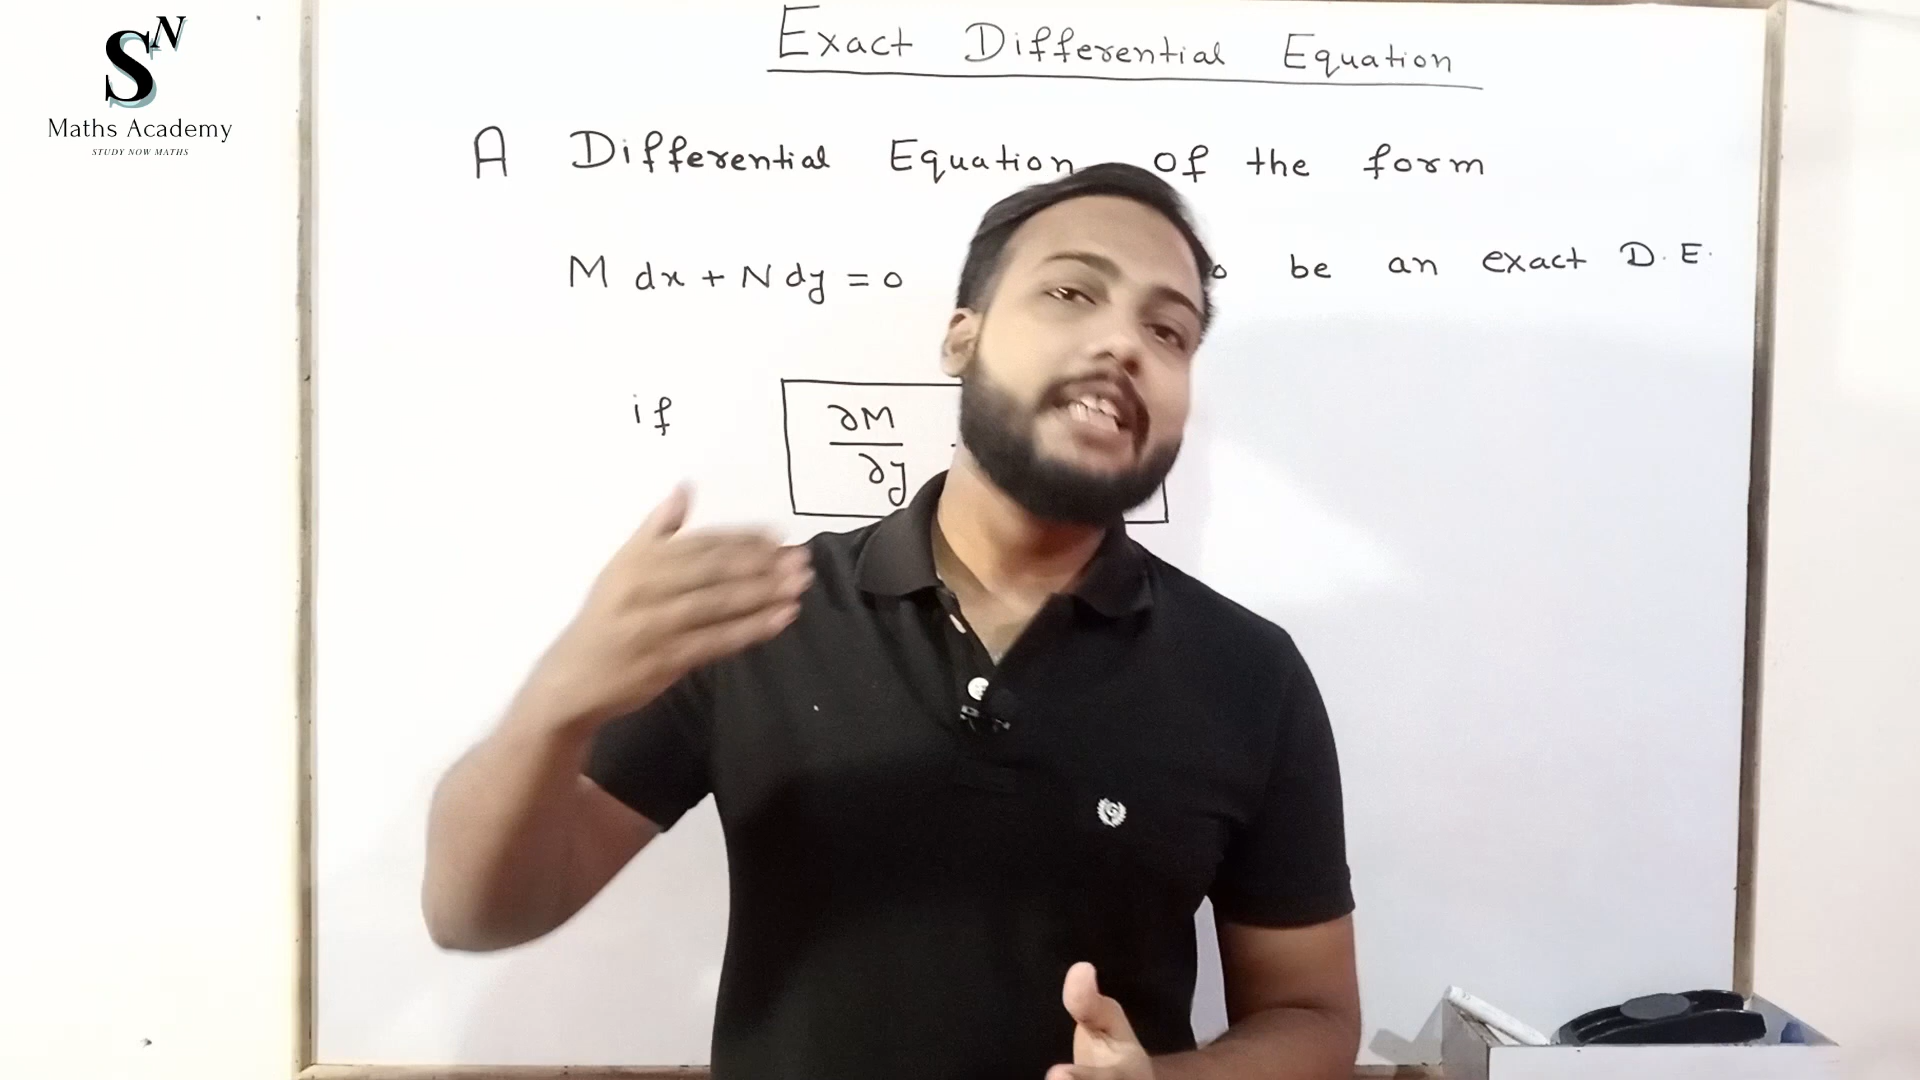 SN
Maths Academy
STUDY NOW MATHS
Exact Differential Equation
A Differential Equation of the form
M dx + N dy = 0 be an exact D.E.
if ∂M/∂y